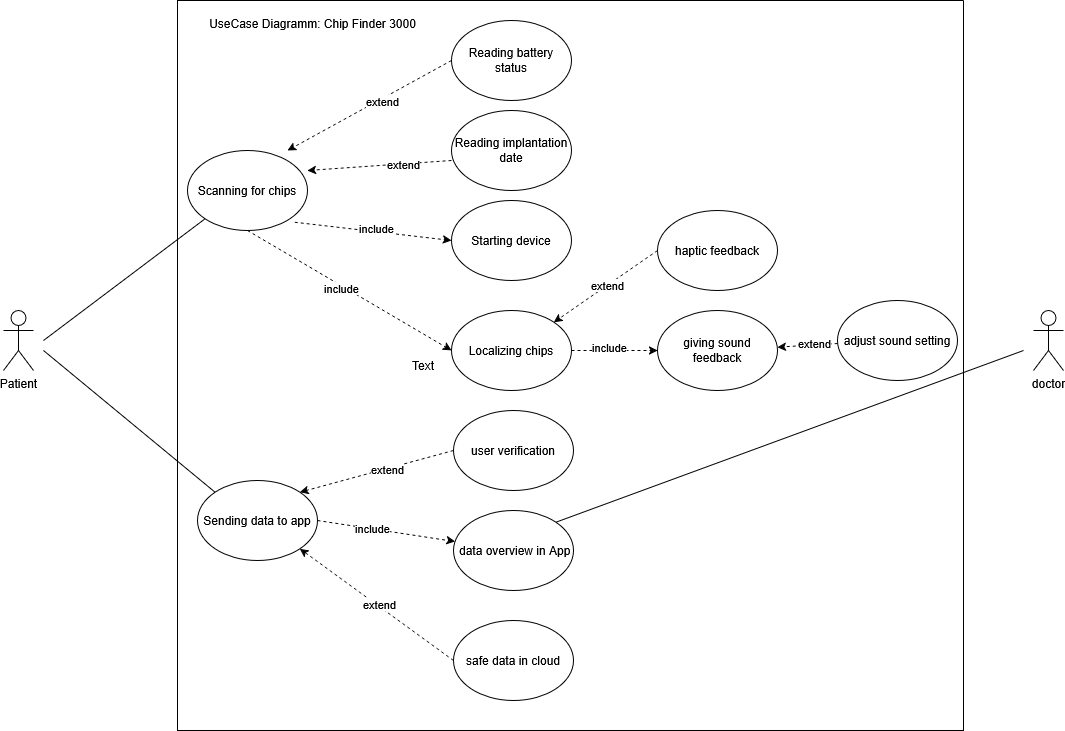 UseCase Diagramm: Chip Finder 3000
Reading battery
status
extend
Reading implantation
date
extend
Scanning for chips
include
Starting device
haptic feedback
include
extend
Localizing chips
include
giving sound
feedback
extend
adjust sound setting
Text
Patient
doctor
user verification
extend
Sending data to app
include
data overview in App
extend
safe data in cloud